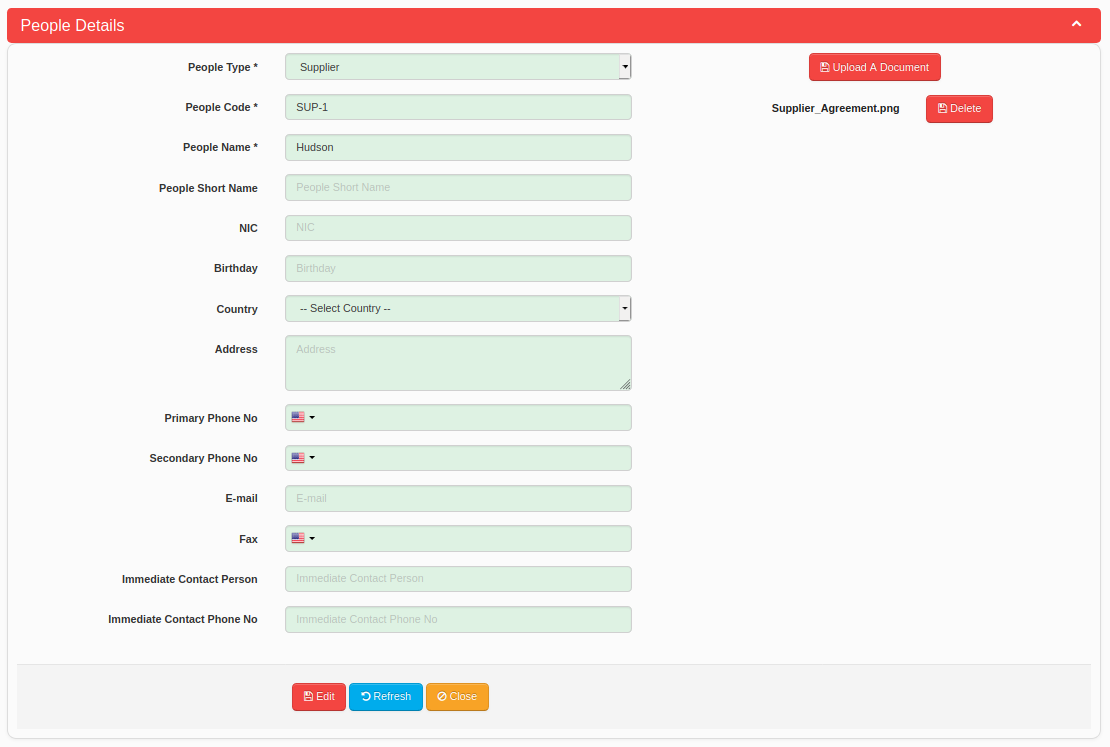 People Details
People Type *
Supplier
Upload A Document
People Code *
SUP-1
Supplier_Agreement.png
Delete
People Name *
Hudson
People Short Name
People Short Name
NIC
NIC
Birthday
Birthday
Country
-- Select Country --
Address
Address
Primary Phone No
Secondary Phone No
E-mail
E-mail
Fax
Immediate Contact Person
Immediate Contact Person
Immediate Contact Phone No
Immediate Contact Phone No
Edit
Refresh
Close